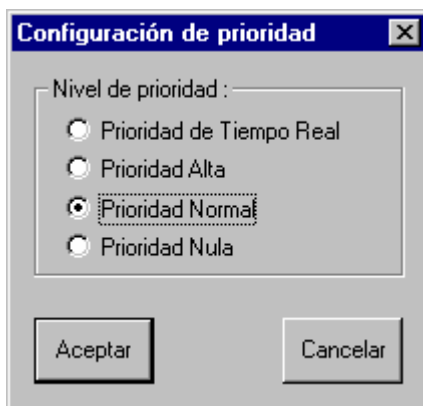 Configuración de prioridad
Nivel de prioridad :
Prioridad de Tiempo Real
Prioridad Alta
Prioridad Normal
Prioridad Nula
Aceptar
Cancelar